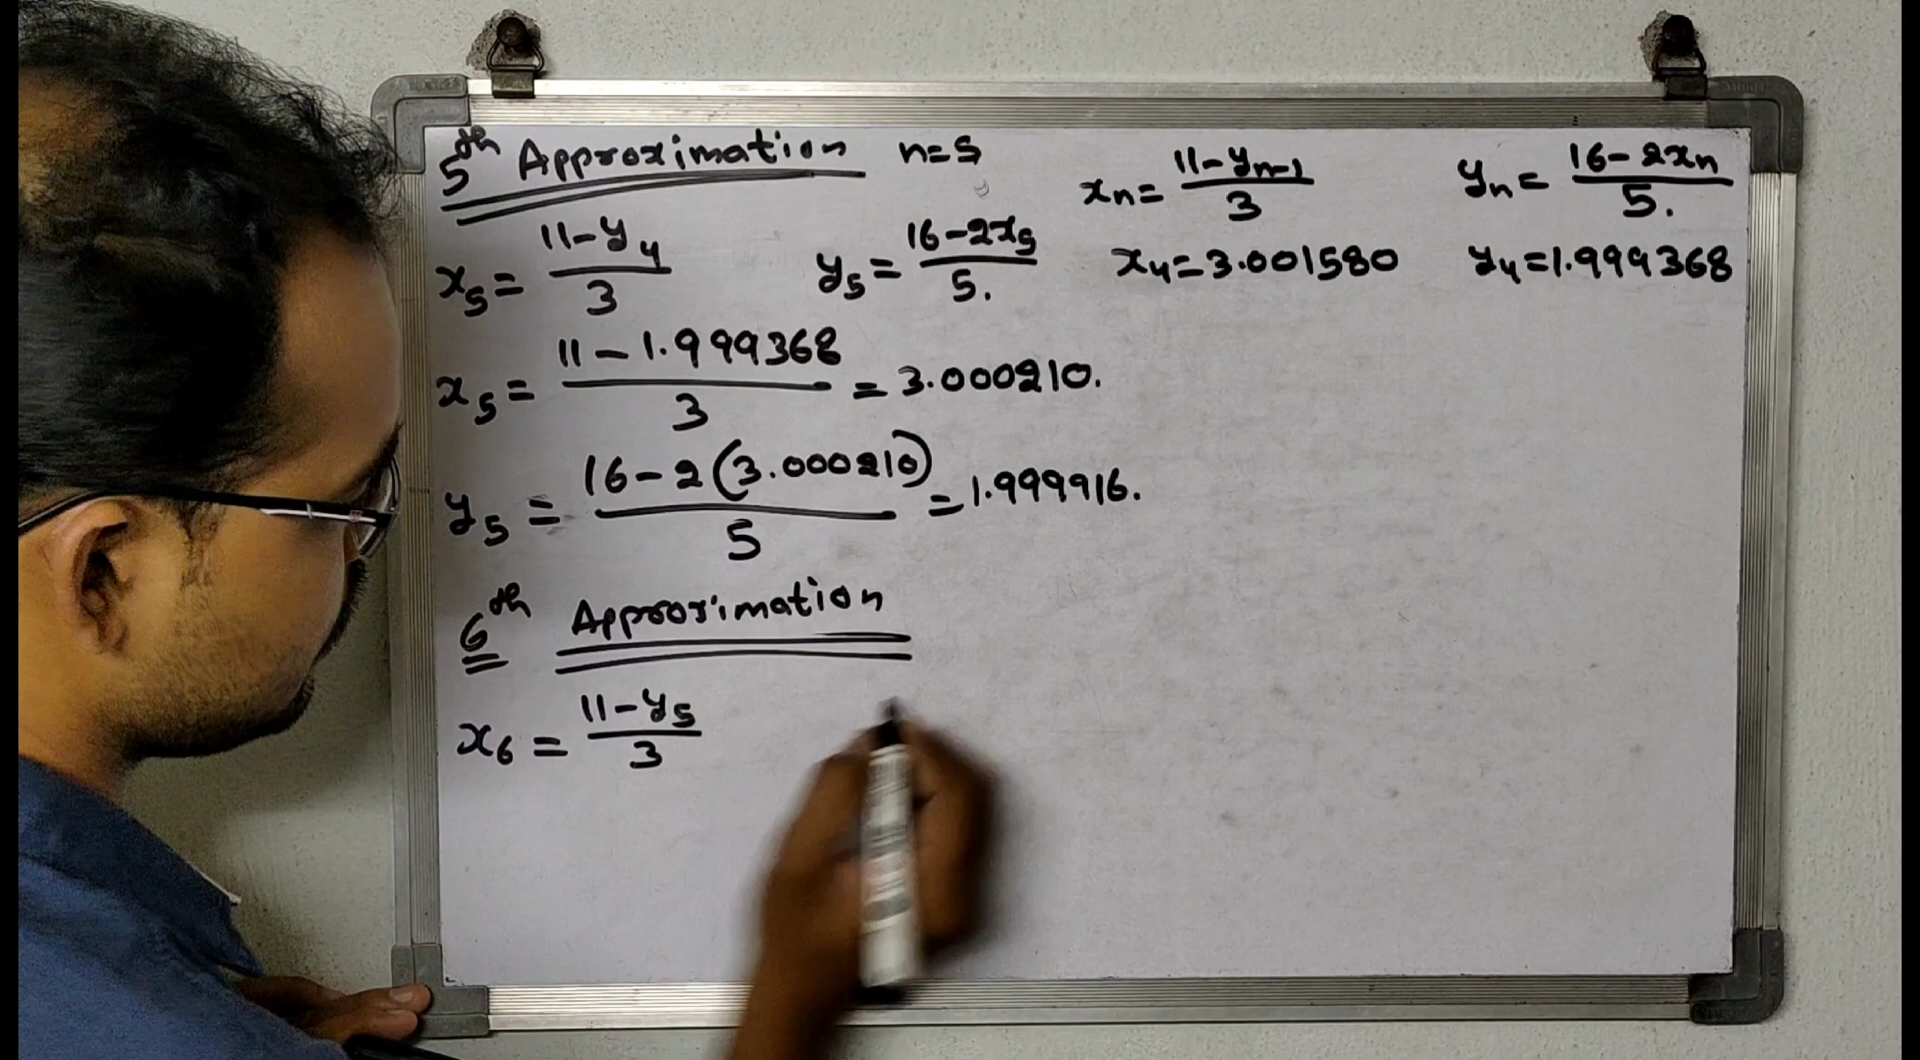 5th Approximation n=5
xn = 11-yn-1 / 3
yn = 16-2xn / 5.
x5 = 11-y4 / 3
y5 = 16-2x5 / 5.
x4=3.001580
y4=1.999368
x5 = 11-1.999368 / 3 = 3.000210.
y5 = 16-2(3.000210) / 5 = 1.999916.
6th Approximation
x6 = 11-y5 / 3